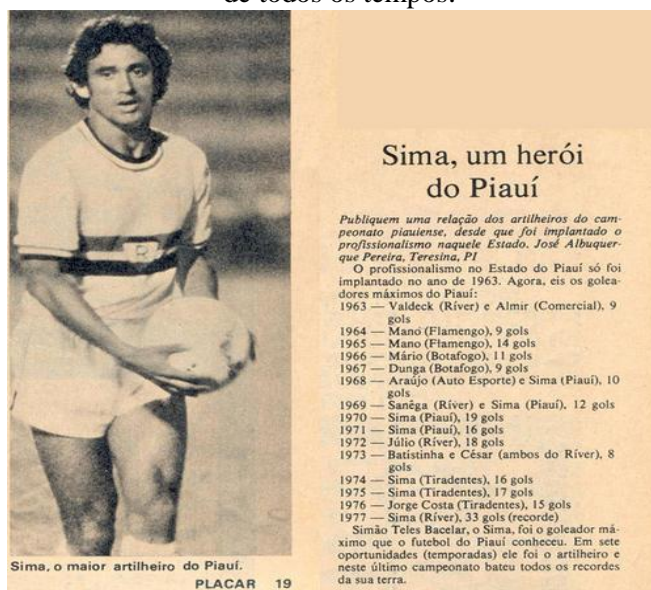 de todos os tempos.
Sima, um herói
do Piauí
Publiquem uma relação dos artilheiros do cam-
peonato piauiense, desde que foi implantado o
profissionalismo naquele Estado. José Albuquer-
que Pereira, Teresina, PI
O profissionalismo no Estado do Piauí só foi
implantado no ano de 1963. Agora, eis os golea-
dores máximos do Piauí:
1963 — Valdeck (Ríver) e Almir (Comercial), 9
gols
1964 — Mano (Flamengo), 9 gols
1965 — Mano (Flamengo), 14 gols
1966 — Mário (Botafogo), 11 gols
1967 — Dunga (Botafogo), 9 gols
1968 — Araújo (Auto Esporte) e Sima (Piauí), 10
gols
1969 — Sanêga (Ríver) e Sima (Piauí), 12 gols
1970 — Sima (Piauí), 19 gols
1971 — Sima (Piauí), 16 gols
1972 — Júlio (Ríver), 18 gols
1973 — Batistinha e César (ambos do Ríver), 8
gols
1974 — Sima (Tiradentes), 16 gols
1975 — Sima (Tiradentes), 17 gols
1976 — Jorge Costa (Tiradentes), 15 gols
1977 — Sima (Ríver), 33 gols (recorde)
Simão Teles Bacelar, o Sima, foi o goleador má-
ximo que o futebol do Piauí conheceu. Em sete
oportunidades (temporadas) ele foi o artilheiro e
neste último campeonato bateu todos os recordes
da sua terra.
Sima, o maior artilheiro do Piauí.
PLACAR 19